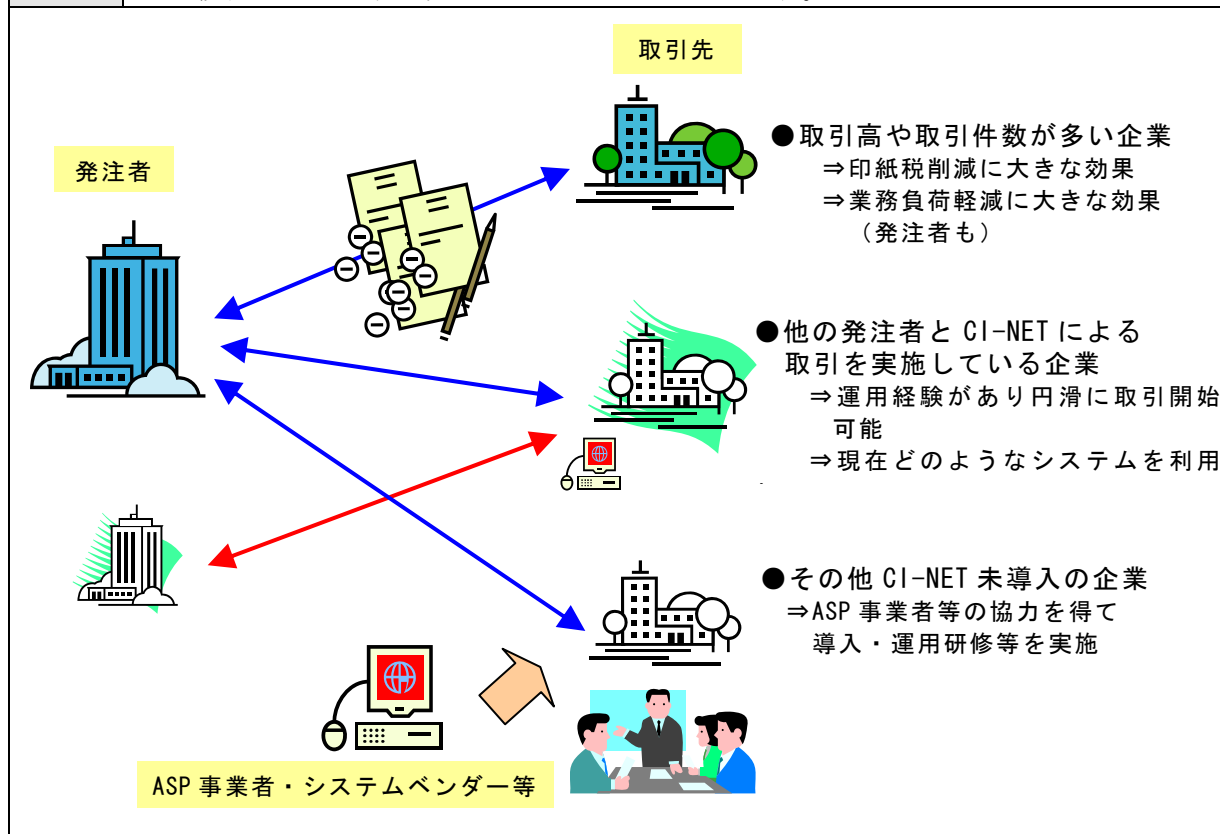 取引先
発注者
●取引高や取引件数が多い企業
⇒印紙税削減に大きな効果
⇒業務負荷軽減に大きな効果
（発注者も）
●他の発注者と CI-NET による
取引を実施している企業
⇒運用経験があり円滑に取引開始
可能
⇒現在どのようなシステムを利用
●その他 CI-NET 未導入の企業
⇒ASP 事業者等の協力を得て
導入・運用研修等を実施
ASP 事業者・システムベンダー等